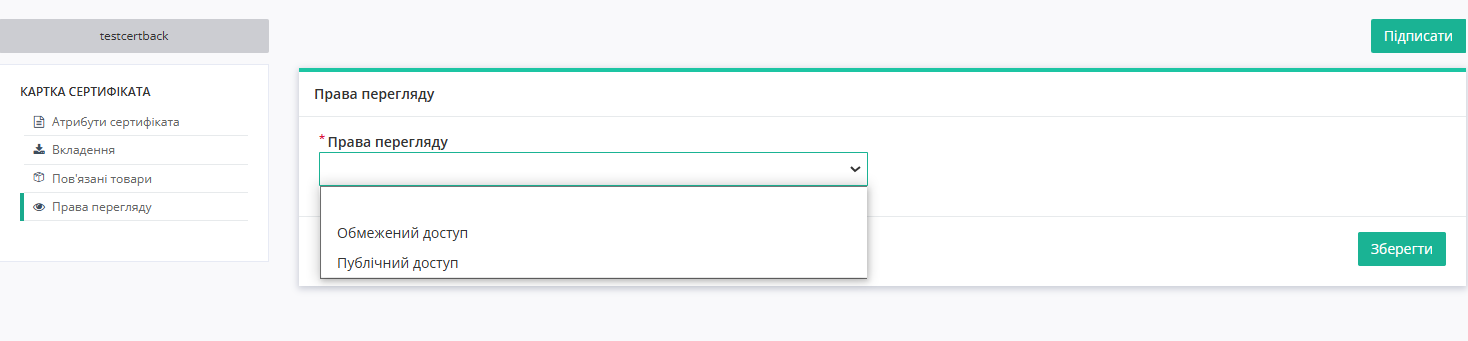 testcertback
Підписати
КАРТКА СЕРТИФІКАТА
Атрибути сертифіката
Вкладення
Пов'язані товари
Права перегляду
Права перегляду
* Права перегляду
Обмежений доступ
Публічний доступ
Зберегти